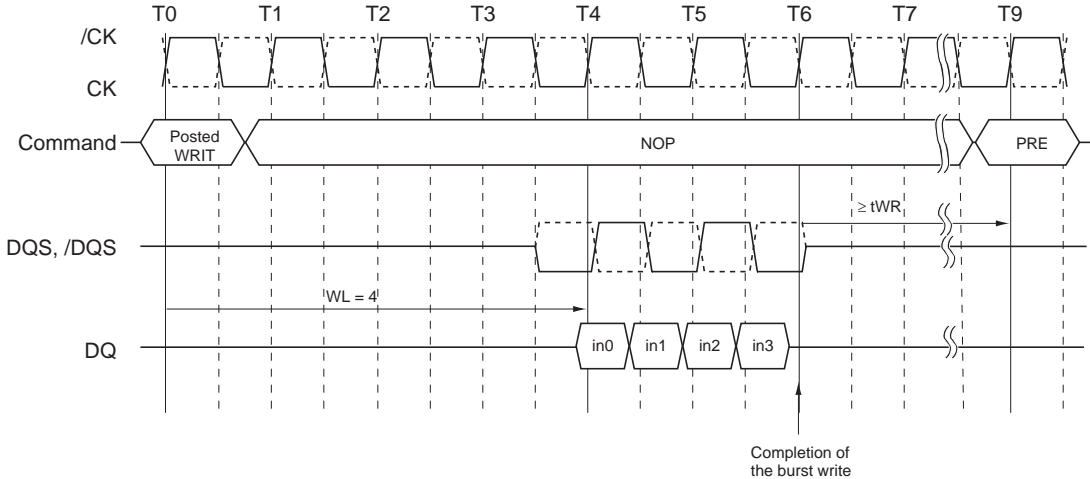 T0 T1 T2 T3 T4 T5 T6 T7 T9
/CK
CK
Command
Posted
WRIT
NOP
PRE
≥ tWR
DQS, /DQS
WL = 4
DQ
in0 in1 in2 in3
Completion of
the burst write